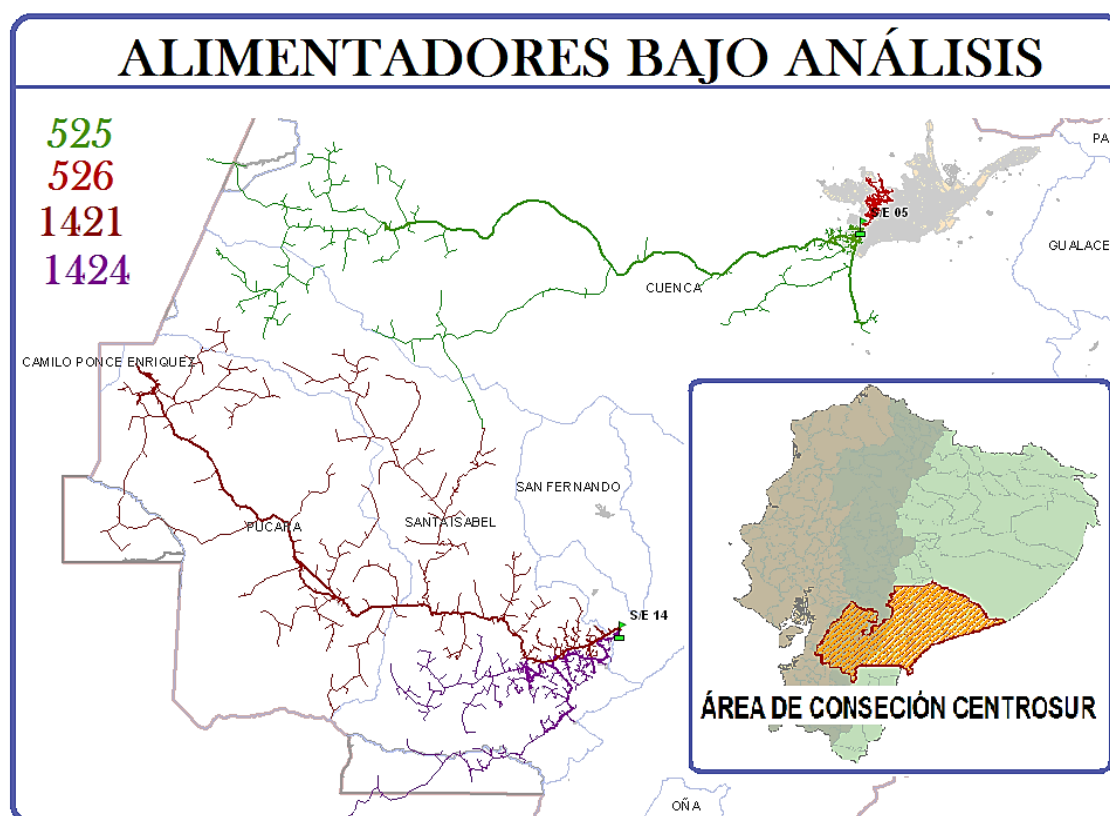 ALIMENTADORES BAJO ANÁLISIS
525
526
1421
1424
PA
S/E 05
GUALACE
CUENCA
CAMILO PONCE ENRIQUEZ
SAN FERNANDO
PUCARA
SANTA ISABEL
S/E 14
ÁREA DE CONSECIÓN CENTROSUR
OÑA